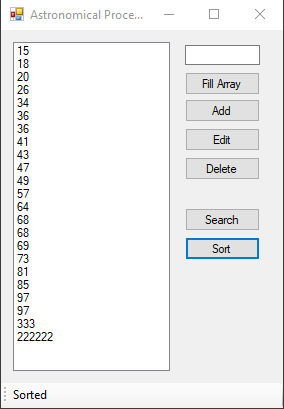 Astronomical Proce...
15
18
20
26
34
36
36
41
43
47
49
57
64
68
68
69
73
81
85
97
97
333
222222
Fill Array
Add
Edit
Delete
Search
Sort
Sorted